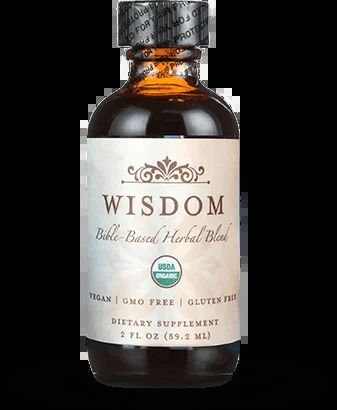 WISDOM
Bible-Based Herbal Blend
USDA
ORGANIC
VEGAN | GMO FREE | GLUTEN FREE
DIETARY SUPPLEMENT
2 FL OZ (59.2 ML)